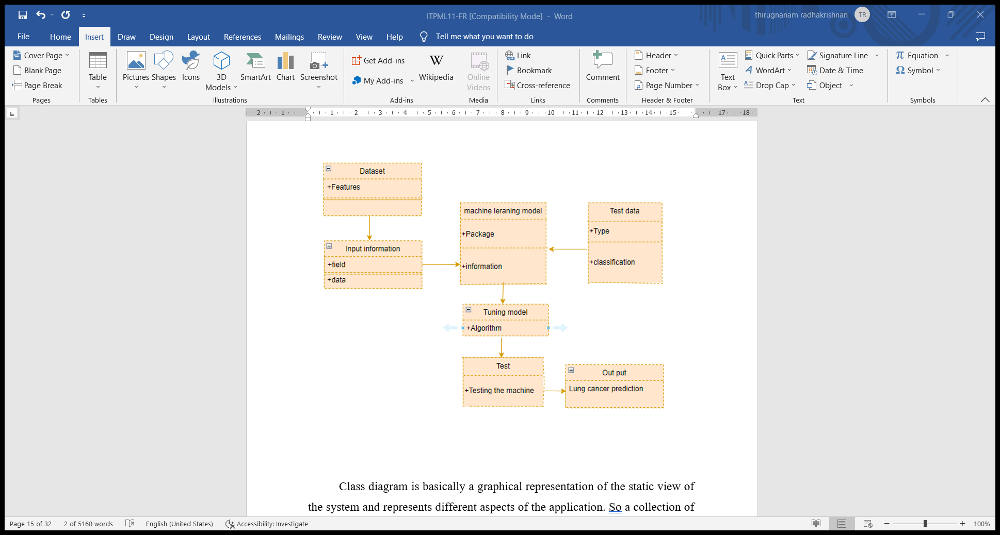 ITPML11-FR [Compatibility Mode] - Word
thirugnanam radhakrishnan
TR
File Home Insert Draw Design Layout References Mailings Review View Help Tell me what you want to do
Cover Page
Blank Page
Page Break
Pages
Table
Tables
Pictures Shapes Icons 3D Models SmartArt Chart Screenshot
Illustrations
Get Add-ins
My Add-ins
W Wikipedia
Add-ins
Online Videos
Media
Link
Bookmark
Cross-reference
Links
Comment
Comments
Header
Footer
Page Number
Header & Footer
Text Box
Quick Parts
WordArt
Drop Cap
Signature Line
Date & Time
Object
Text
Equation
Symbol
Symbols
2 1 1 2 3 4 5 6 7 8 9 10 11 12 13 14 15 17 18
Dataset
+Features
Input information
+field
+data
machine leraning model
+Package
+information
Test data
+Type
+classification
Tuning model
+Algorithm
Test
+Testing the machine
Out put
Lung cancer prediction
Class diagram is basically a graphical representation of the static view of
the system and represents different aspects of the application. So a collection of
Page 15 of 32 2 of 5160 words English (United States) Accessibility: Investigate 100%